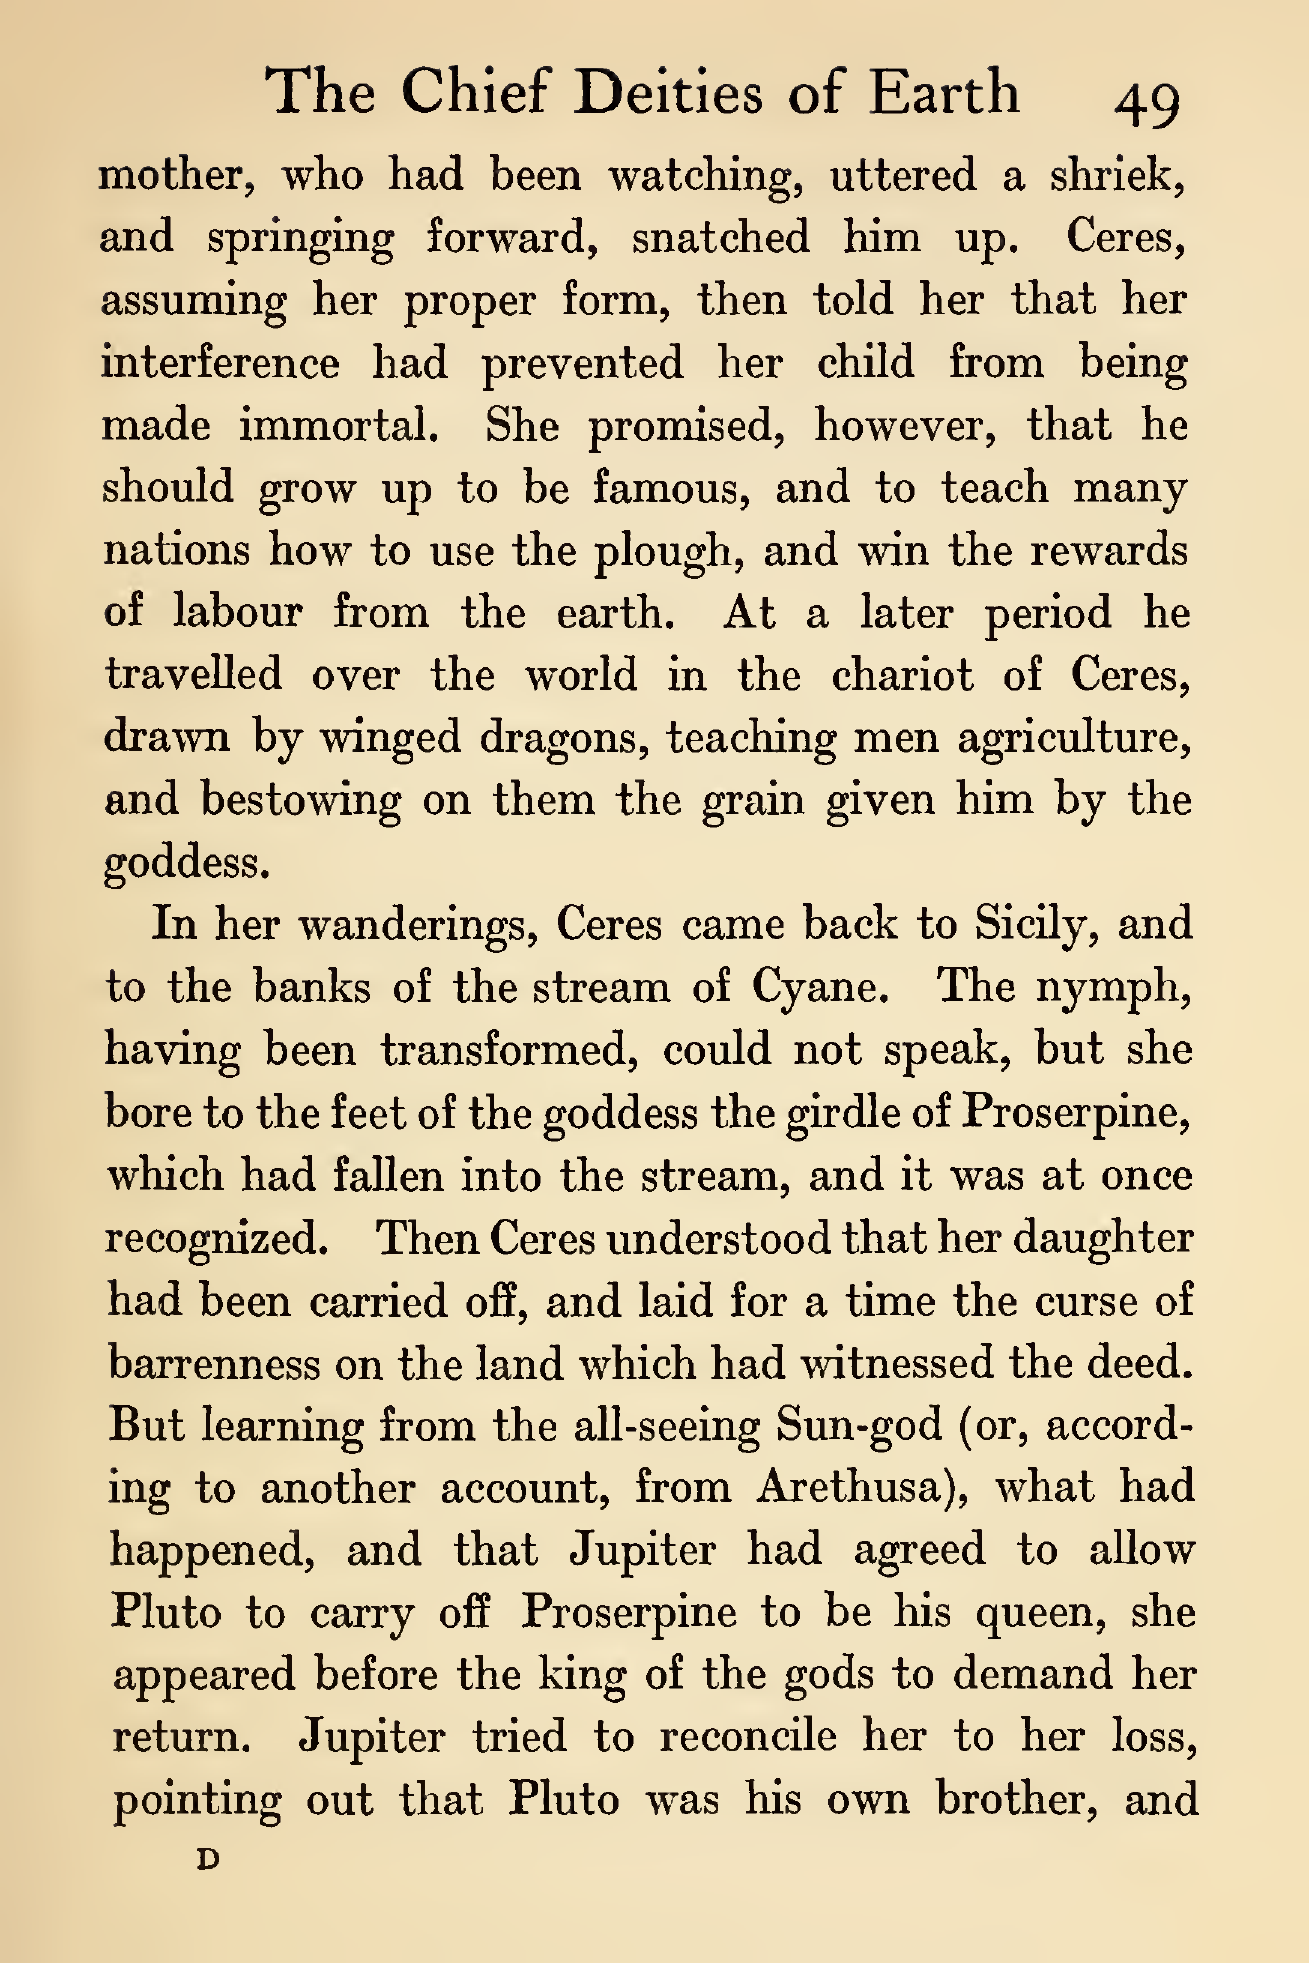 The Chief Deities of Earth 49
mother, who had been watching, uttered a shriek,
and springing forward, snatched him up. Ceres,
assuming her proper form, then told her that her
interference had prevented her child from being
made immortal. She promised, however, that he
should grow up to be famous, and to teach many
nations how to use the plough, and win the rewards
of labour from the earth. At a later period he
travelled over the world in the chariot of Ceres,
drawn by winged dragons, teaching men agriculture,
and bestowing on them the grain given him by the
goddess.
In her wanderings, Ceres came back to Sicily, and
to the banks of the stream of Cyane. The nymph,
having been transformed, could not speak, but she
bore to the feet of the goddess the girdle of Proserpine,
which had fallen into the stream, and it was at once
recognized. Then Ceres understood that her daughter
had been carried off, and laid for a time the curse of
barrenness on the land which had witnessed the deed.
But learning from the all-seeing Sun-god (or, accord-
ing to another account, from Arethusa), what had
happened, and that Jupiter had agreed to allow
Pluto to carry off Proserpine to be his queen, she
appeared before the king of the gods to demand her
return. Jupiter tried to reconcile her to her loss,
pointing out that Pluto was his own brother, and
D